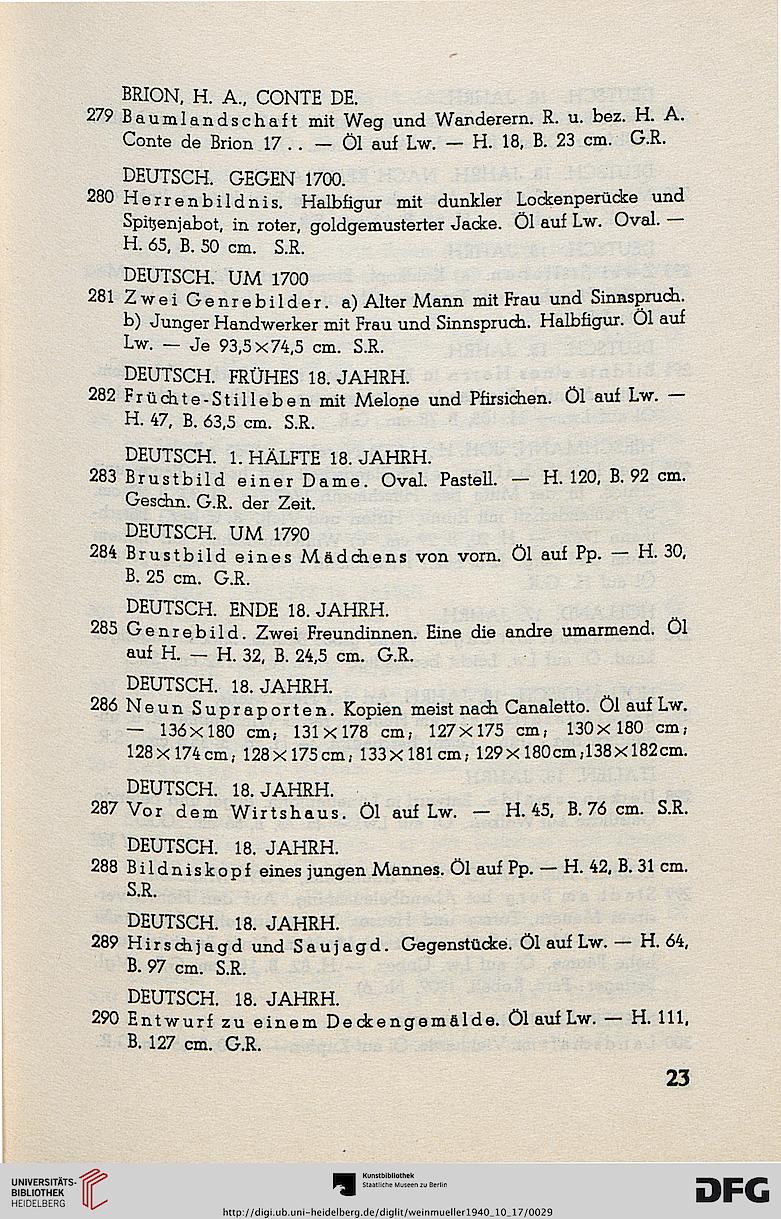 BRION, H. A., CONTE DE.
279 Baumlandschaft mit Weg und Wanderern. R. u. bez. H. A.
Conte de Brion 17 . . — Öl auf Lw. — H. 18, B. 23 cm. G.R.
DEUTSCH. GEGEN 1700.
280 Herrenbildnis. Halbfigur mit dunkler Lockenperücke und
Spitzenjabot, in roter, goldgemusterter Jacke. Öl auf Lw. Oval. —
H. 65, B. 50 cm. S.R.
DEUTSCH. UM 1700
281 Zwei Genrebilder. a) Alter Mann mit Frau und Sinnspruch.
b) Junger Handwerker mit Frau und Sinnspruch. Halbfigur. Öl auf
Lw. — Je 93,5×74,5 cm. S.R.
DEUTSCH. FRÜHES 18. JAHRH.
282 Früchte-Stilleben mit Melone und Pfirsichen. Öl auf Lw. —
H. 47, B. 63,5 cm. S.R.
DEUTSCH. 1. HÄLFTE 18. JAHRH.
283 Brustbild einer Dame. Oval. Pastell. — H. 120, B. 92 cm.
Geschn. G.R. der Zeit.
DEUTSCH. UM 1790
284 Brustbild eines Mädchens von vorn. Öl auf Pp. — H. 30,
B. 25 cm. G.R.
DEUTSCH. ENDE 18. JAHRH.
285 Genrebild. Zwei Freundinnen. Eine die andre umarmend. Öl
auf H. — H. 32, B. 24,5 cm. G.R.
DEUTSCH. 18. JAHRH.
286 Neun Supraporten. Kopien meist nach Canaletto. Öl auf Lw.
— 136×180 cm; 131×178 cm; 127×175 cm; 130×180 cm;
128×174 cm; 128×175 cm; 133×181 cm; 129×180 cm; 138×182 cm.
DEUTSCH. 18. JAHRH.
287 Vor dem Wirtshaus. Öl auf Lw. — H. 45, B. 76 cm. S.R.
DEUTSCH. 18. JAHRH.
288 Bildniskopf eines jungen Mannes. Öl auf Pp. — H. 42, B. 31 cm.
S.R.
DEUTSCH. 18. JAHRH.
289 Hirschjagd und Saujagd. Gegenstücke. Öl auf Lw. — H. 64,
B. 97 cm. S.R.
DEUTSCH. 18. JAHRH.
290 Entwurf zu einem Deckengemälde. Öl auf Lw. — H. 111,
B. 127 cm. G.R.
23
UNIVERSITÄTS-
BIBLIOTHEK
HEIDELBERG
Kunstbibliothek
Staatliche Museen zu Berlin
DFG
http://digi.ub.uni-heidelberg.de/diglit/weinmueller1940_10_17/0029